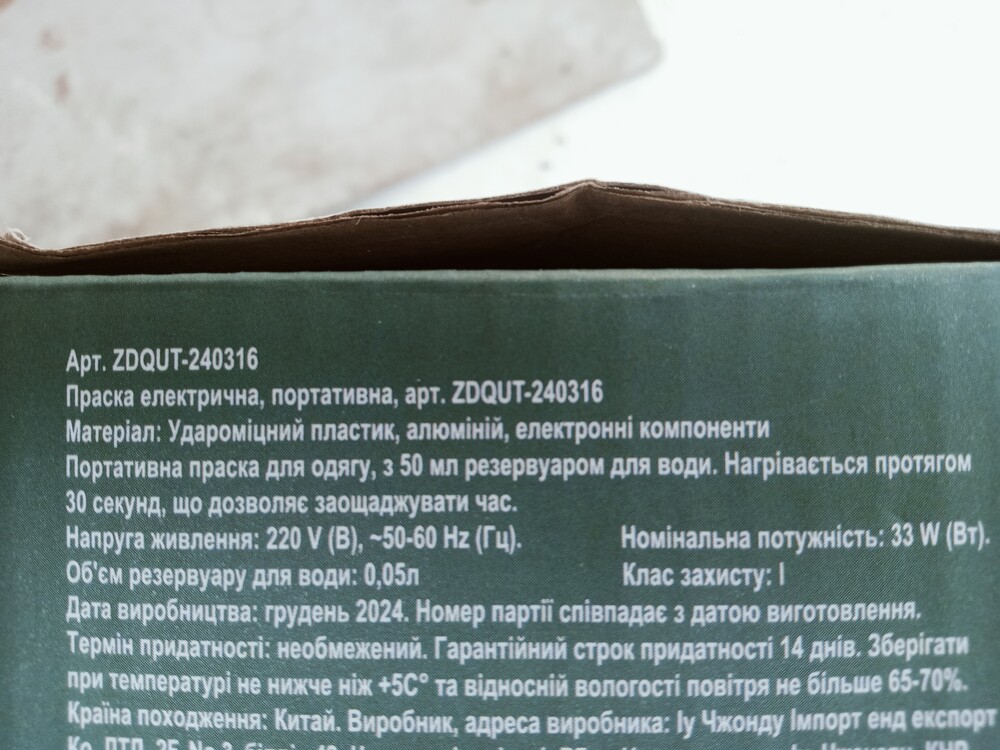 Арт. ZDQUT-240316
Праска електрична, портативна, арт. ZDQUT-240316
Матеріал: Удароміцний пластик, алюміній, електронні компоненти
Портативна праска для одягу, з 50 мл резервуаром для води. Нагрівається протягом
30 секунд, що дозволяє заощаджувати час.
Напруга живлення: 220 V (В), ~50-60 Hz (Гц). Номінальна потужність: 33 W (Вт).
Об'єм резервуару для води: 0,05л Клас захисту: I
Дата виробництва: грудень 2024. Номер партії співпадає з датою виготовлення.
Термін придатності: необмежений. Гарантійний строк придатності 14 днів. Зберігати
при температурі не нижче ніж +5С° та відносній вологості повітря не більше 65-70%.
Країна походження: Китай. Виробник, адреса виробника: Іу Чжонду Імпорт енд експорт